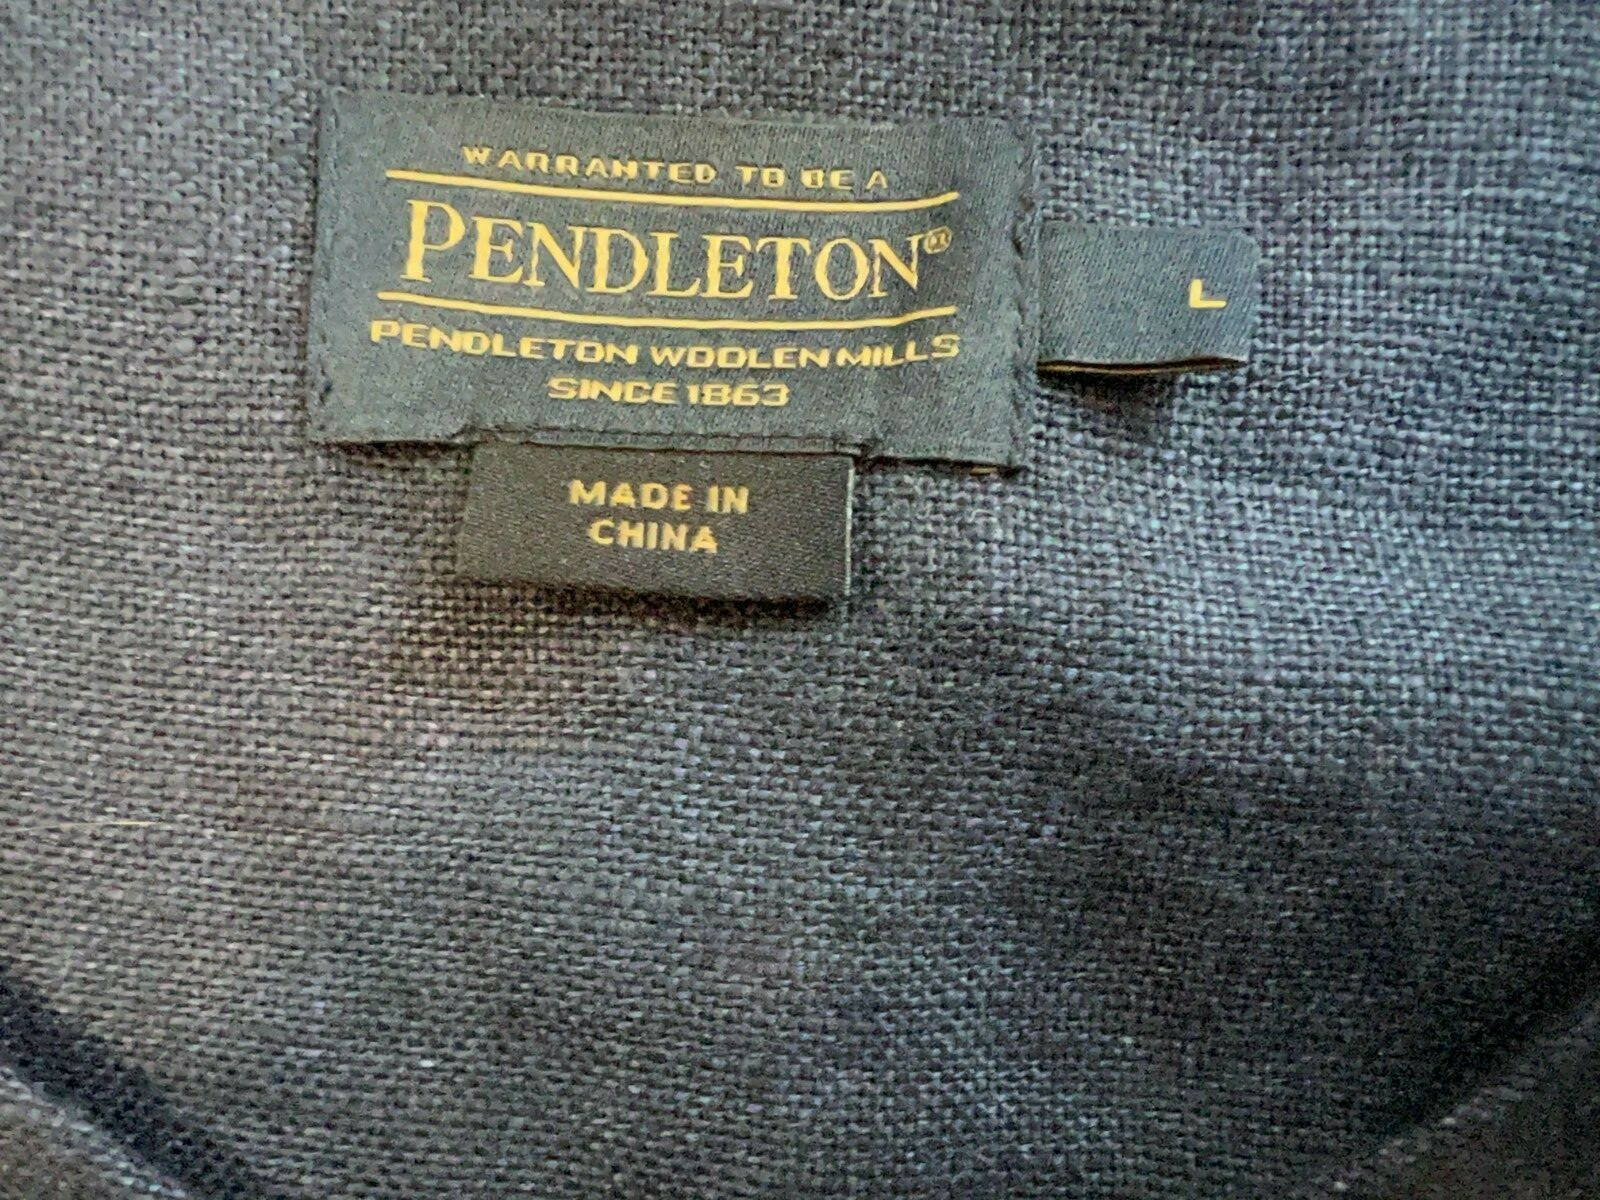 WARRANTED TO BE A
PENDLETON®
PENDLETON WOOLEN MILLS
SINCE 1863
L
MADE IN
CHINA